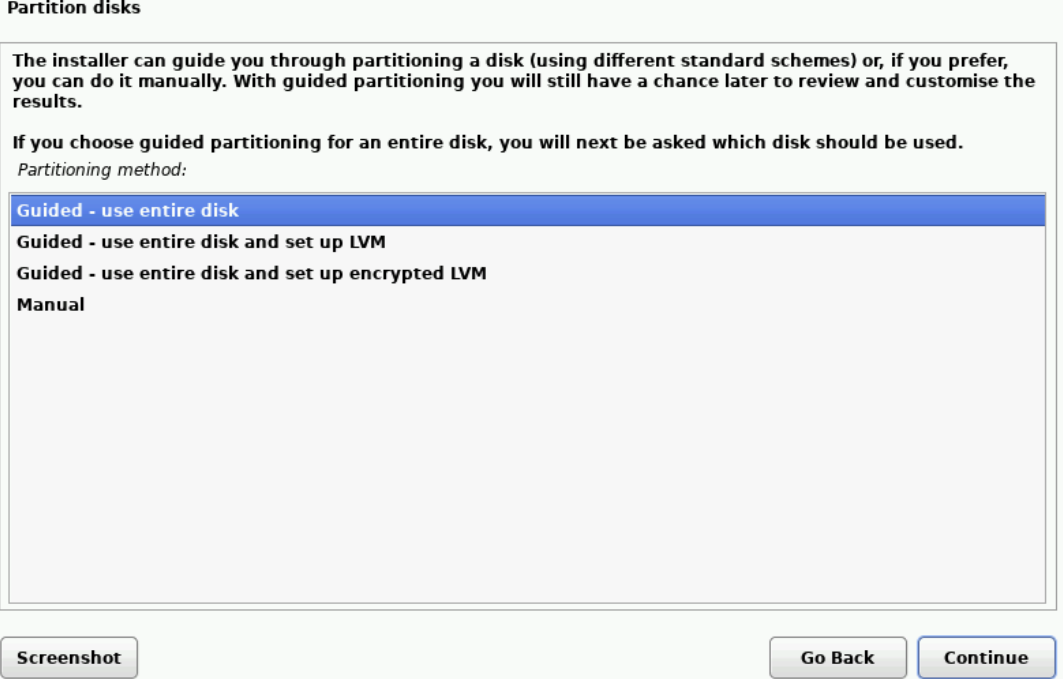 Partition disks
The installer can guide you through partitioning a disk (using different standard schemes) or, if you prefer,
you can do it manually. With guided partitioning you will still have a chance later to review and customise the
results.
If you choose guided partitioning for an entire disk, you will next be asked which disk should be used.
Partitioning method:
Guided - use entire disk
Guided - use entire disk and set up LVM
Guided - use entire disk and set up encrypted LVM
Manual
Screenshot
Go Back
Continue